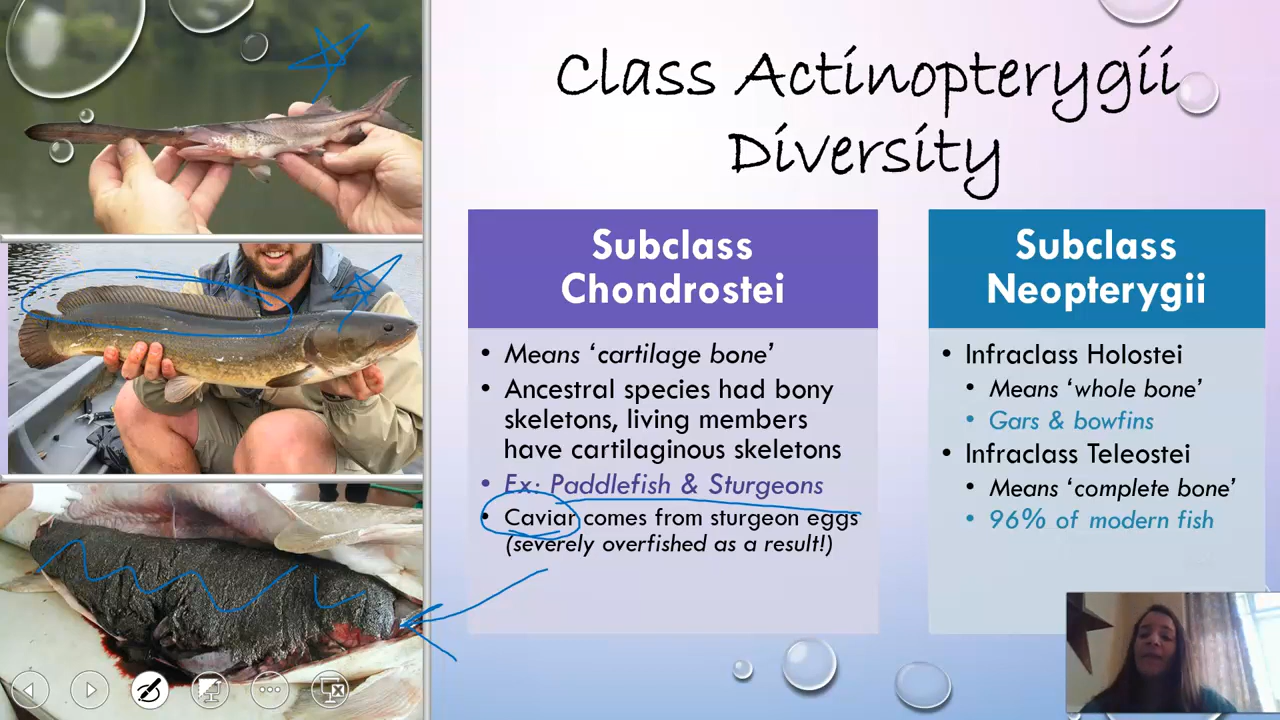 Class Actinopterygii
Diversity
Subclass
Chondrostei
• Means ‘cartilage bone’
• Ancestral species had bony
skeletons, living members
have cartilaginous skeletons
• Ex: Paddlefish & Sturgeons
• Caviar comes from sturgeon eggs
(severely overfished as a result!)
Subclass
Neopterygii
• Infraclass Holostei
• Means ‘whole bone’
• Gars & bowfins
• Infraclass Teleostei
• Means ‘complete bone’
• 96% of modern fish